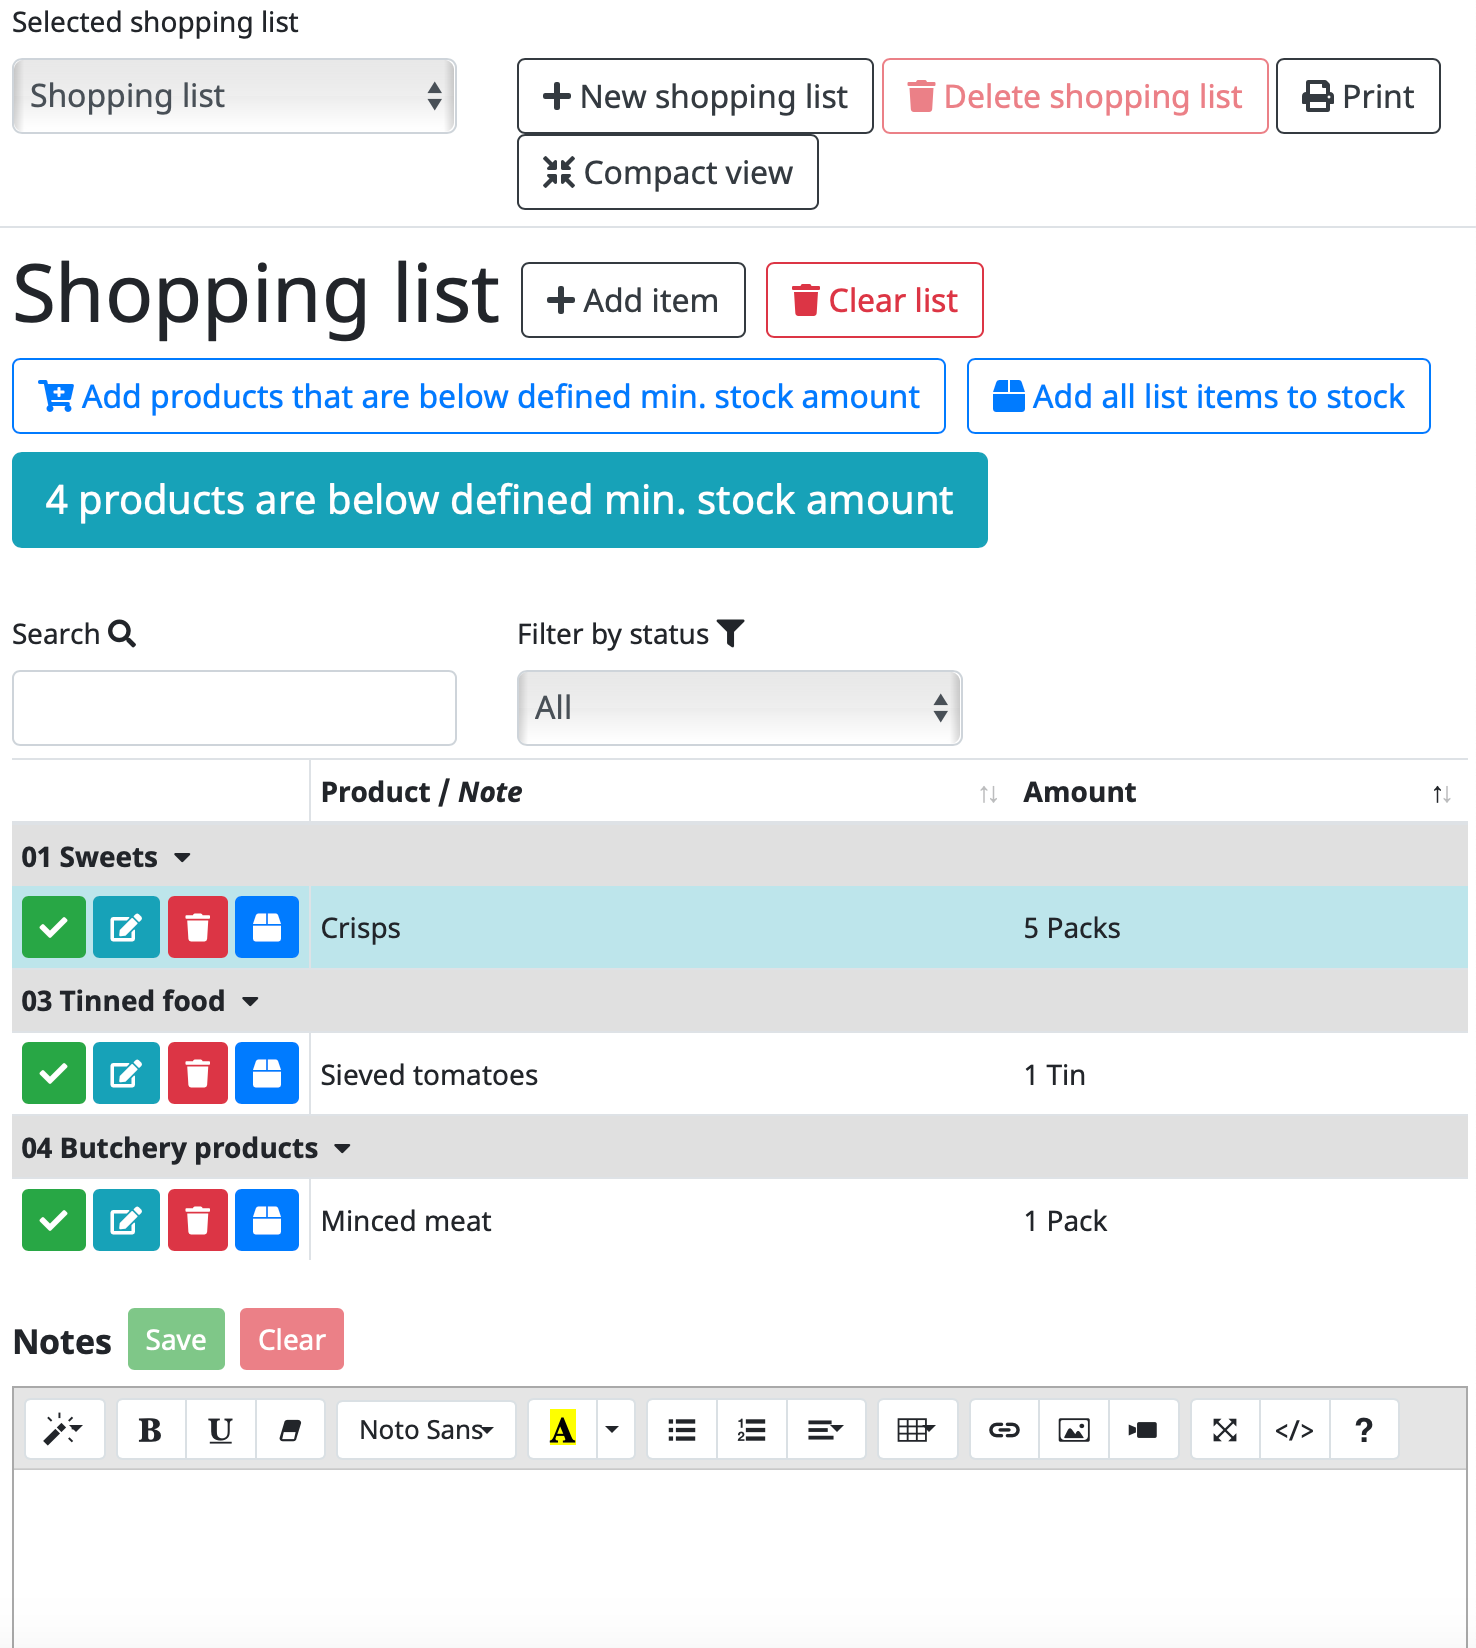 Selected shopping list
Shopping list
New shopping list
Delete shopping list
Print
Compact view
Shopping list
Add item
Clear list
Add products that are below defined min. stock amount
Add all list items to stock
4 products are below defined min. stock amount
Search
Filter by status
All
Product / Note
Amount
01 Sweets
Crisps
5 Packs
03 Tinned food
Sieved tomatoes
1 Tin
04 Butchery products
Minced meat
1 Pack
Notes
Save
Clear
B
U
Noto Sans
A
</>
?